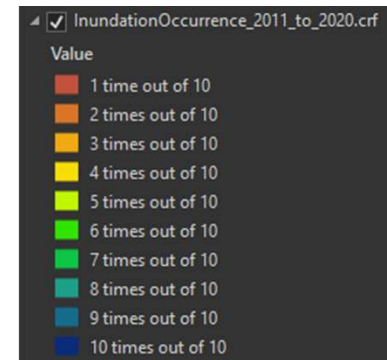 InundationOccurrence_2011_to_2020.crf
Value
1 time out of 10
2 times out of 10
3 times out of 10
4 times out of 10
5 times out of 10
6 times out of 10
7 times out of 10
8 times out of 10
9 times out of 10
10 times out of 10